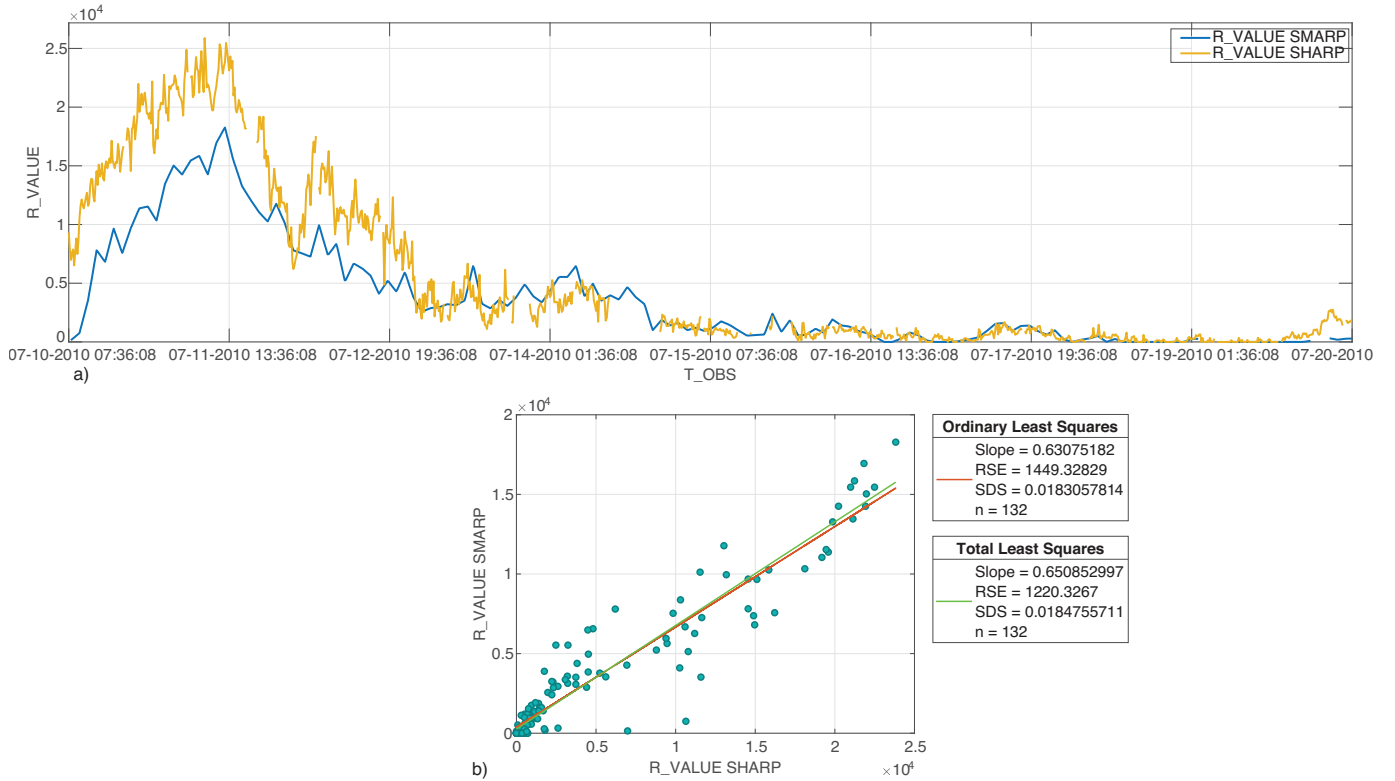 ×10⁴
2.5
2
1.5
1
0.5
0
R_VALUE
R_VALUE SMARP
R_VALUE SHARP
07-10-2010 07:36:08 07-11-2010 13:36:08 07-12-2010 19:36:08 07-14-2010 01:36:08 07-15-2010 07:36:08 07-16-2010 13:36:08 07-17-2010 19:36:08 07-19-2010 01:36:08 07-20-2010
T_OBS
a)
×10⁴
2
1.5
1
0.5
0
R_VALUE SMARP
0 0.5 1 1.5 2 2.5
R_VALUE SHARP
×10⁴
b)
Ordinary Least Squares
Slope = 0.63075182
RSE = 1449.32829
SDS = 0.0183057814
n = 132
Total Least Squares
Slope = 0.650852997
RSE = 1220.3267
SDS = 0.0184755711
n = 132